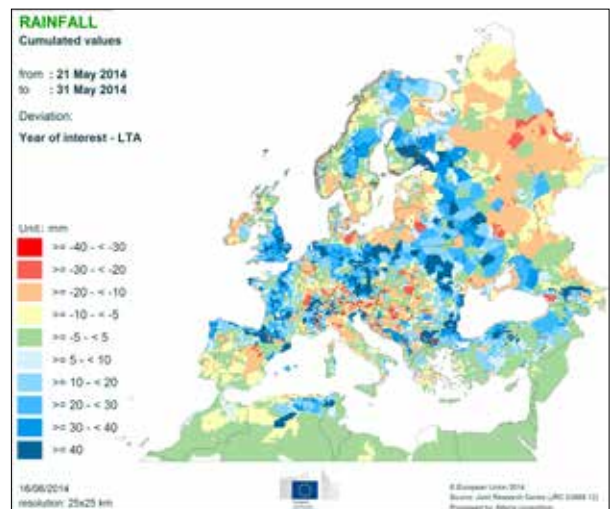 RAINFALL
Cumulated values
from : 21 May 2014
to : 31 May 2014
Deviation:
Year of interest - LTA
Unit: mm
>= -40 - < -30
>= -30 - < -20
>= -20 - < -10
>= -10 - < -5
>= -5 - < 5
>= 5 - < 10
>= 10 - < 20
>= 20 - < 30
>= 30 - < 40
>= 40
16/06/2014
resolution: 25x25 km
© European Union 2014
Source: Joint Research Centre